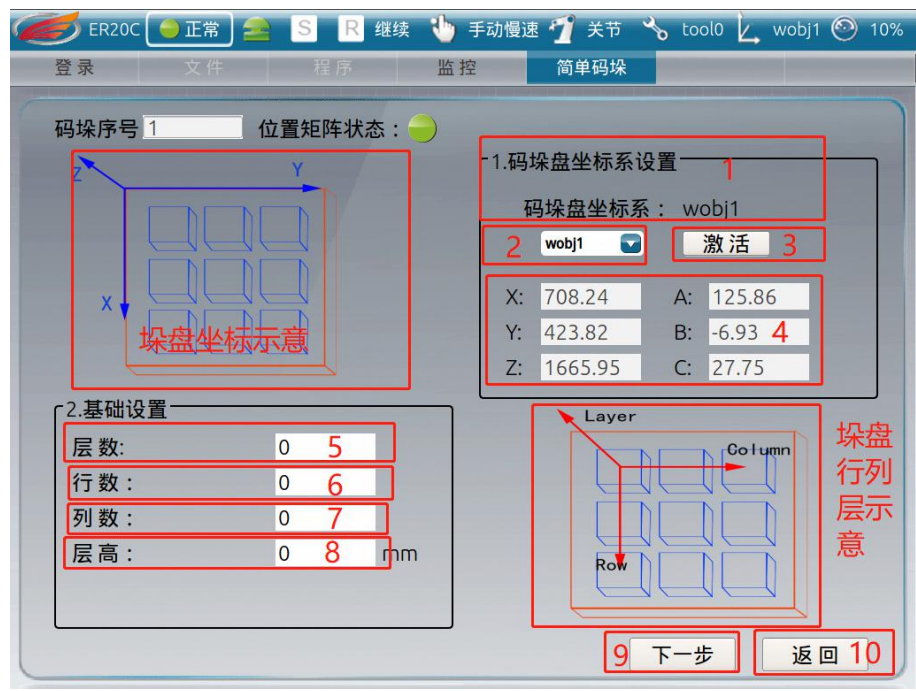 ER20C 正常 S R 继续 手动慢速 关节 tool0 wobj1 10%
登录 文件 程序 监控 简单码垛
码垛序号 1 位置矩阵状态：
Z Y
X
垛盘坐标示意
1.码垛盘坐标系设置 1
码垛盘坐标系： wobj1
2 wobj1 激活 3
X: 708.24 A: 125.86
Y: 423.82 B: -6.93 4
Z: 1665.95 C: 27.75
2.基础设置
层数: 0 5
行数： 0 6
列数： 0 7
层高： 0 8 mm
Layer
Column
Row
垛盘
行列
层示
意
9 下一步 返回 10